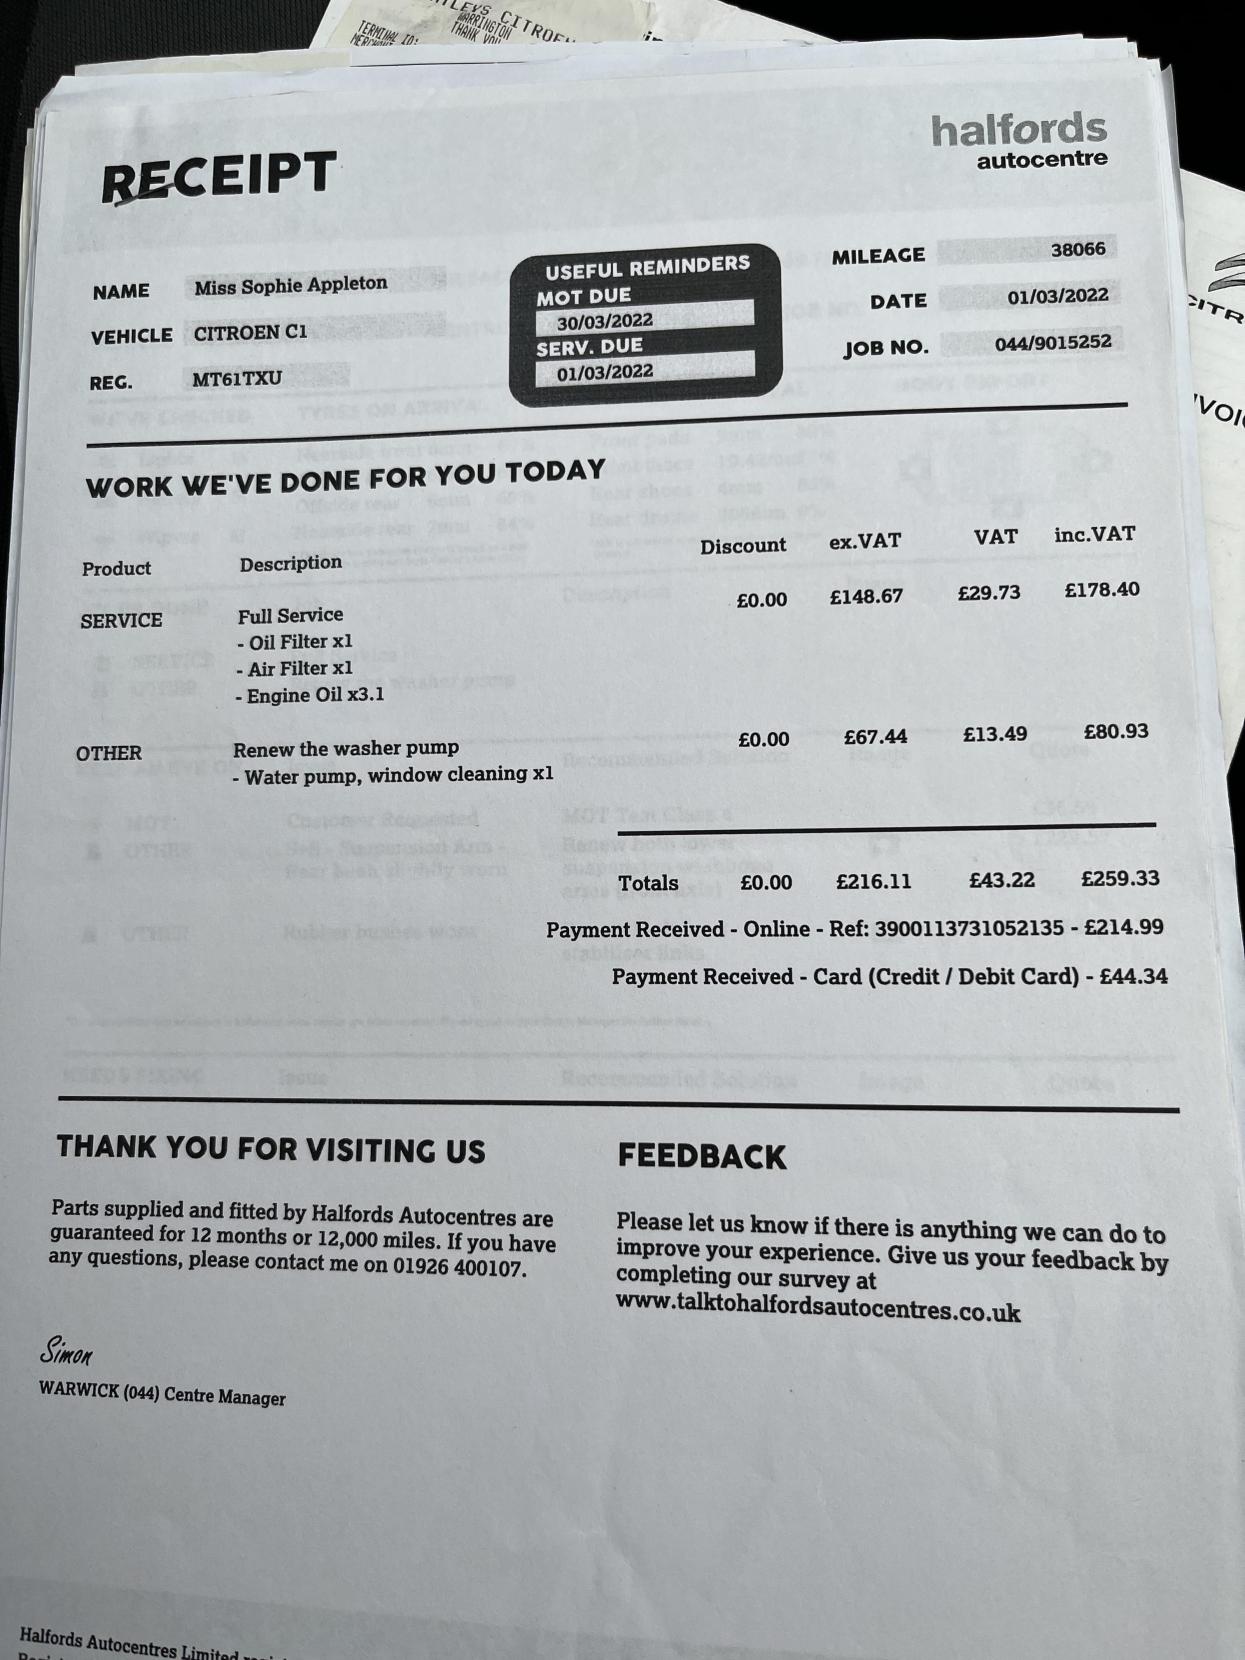 WARRINGTON
THANK YOU
TERMINAL ID:
halfords
autocentre
RECEIPT
NAME Miss Sophie Appleton
VEHICLE CITROEN C1
REG. MT61TXU
USEFUL REMINDERS
MOT DUE
30/03/2022
SERV. DUE
01/03/2022
MILEAGE 38066
DATE 01/03/2022
JOB NO. 044/9015252
WORK WE'VE DONE FOR YOU TODAY
Product Description Discount ex.VAT VAT inc.VAT
SERVICE Full Service £0.00 £148.67 £29.73 £178.40
- Oil Filter x1
- Air Filter x1
- Engine Oil x3.1
OTHER Renew the washer pump £0.00 £67.44 £13.49 £80.93
- Water pump, window cleaning x1
Totals £0.00 £216.11 £43.22 £259.33
Payment Received - Online - Ref: 3900113731052135 - £214.99
Payment Received - Card (Credit / Debit Card) - £44.34
THANK YOU FOR VISITING US
Parts supplied and fitted by Halfords Autocentres are
guaranteed for 12 months or 12,000 miles. If you have
any questions, please contact me on 01926 400107.
Simon
WARWICK (044) Centre Manager
FEEDBACK
Please let us know if there is anything we can do to
improve your experience. Give us your feedback by
completing our survey at
www.talktohalfordsautocentres.co.uk
Halfords Autocentres Limited